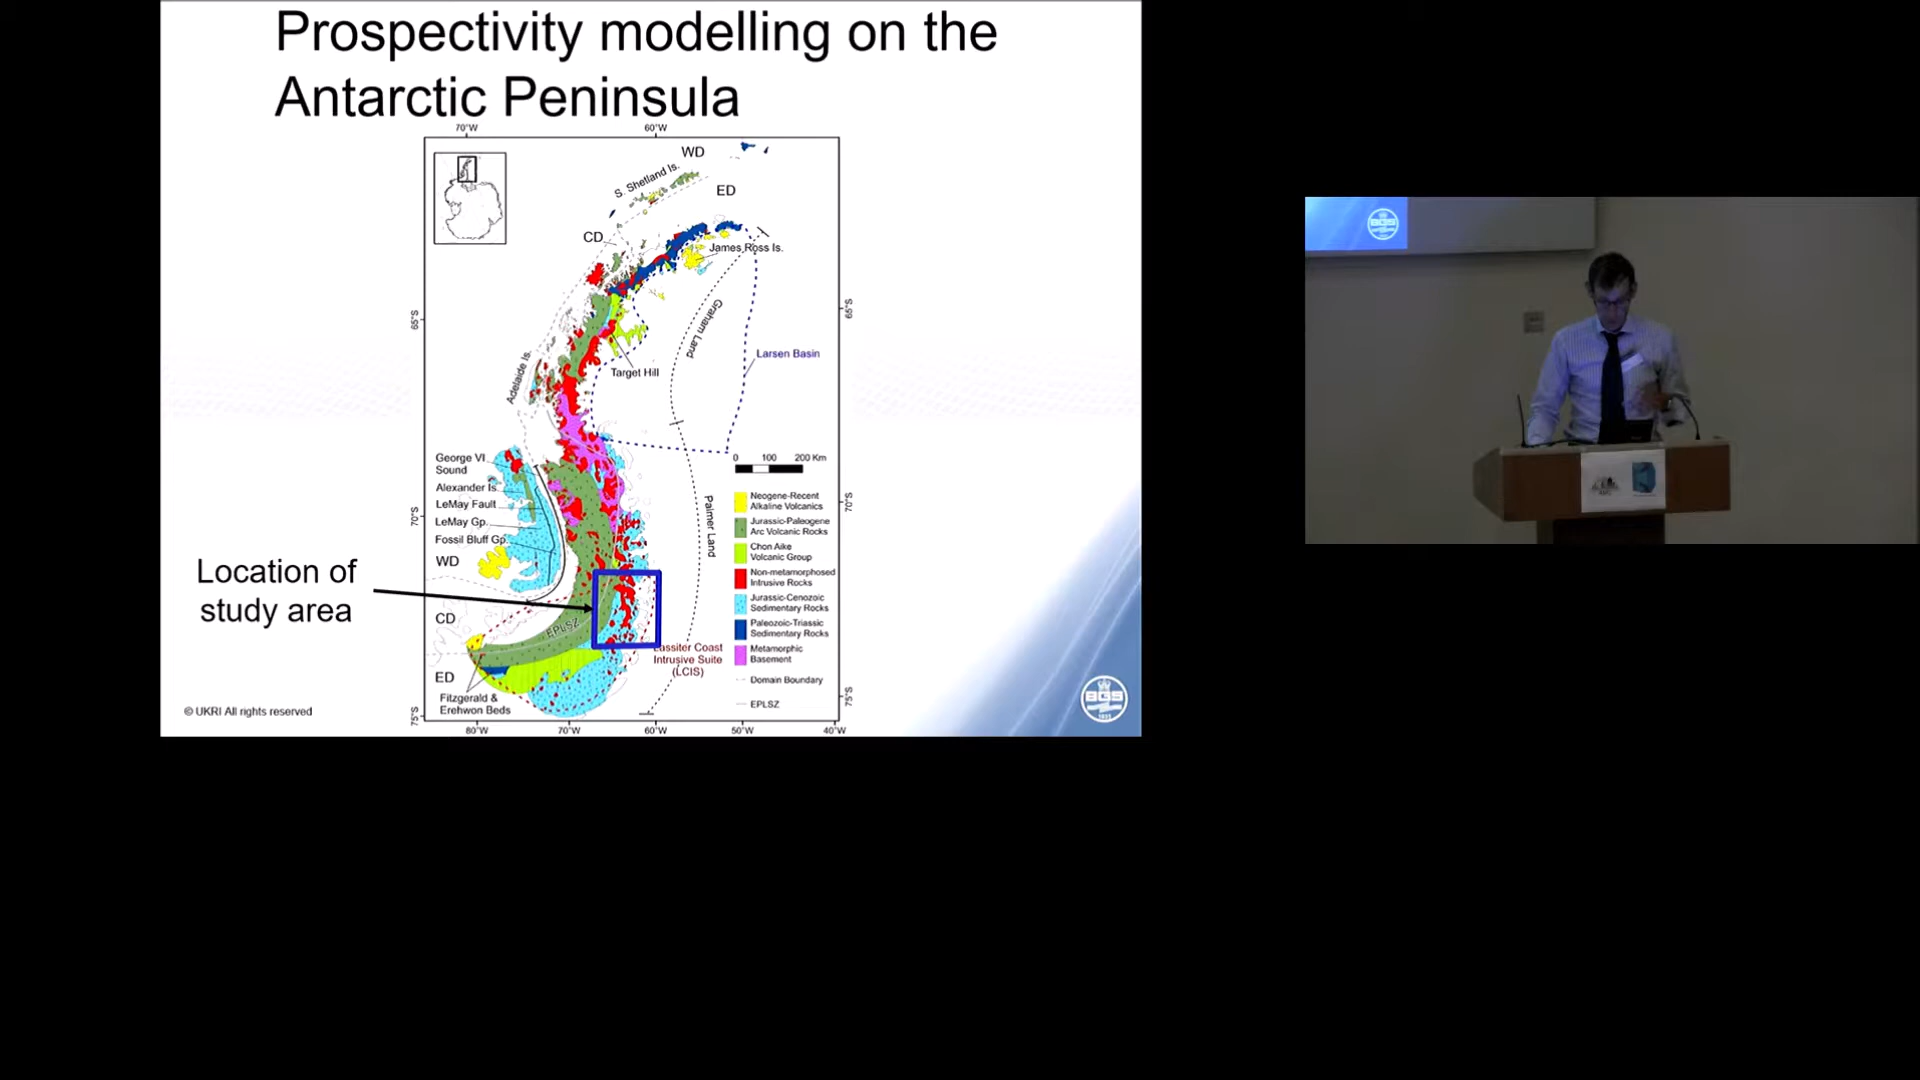 Prospectivity modelling on the
Antarctic Peninsula
70°W
60°W
WD
S. Shetland Is.
ED
CD
James Ross Is.
65°S
65°S
Graham Land
Larsen Basin
Target Hill
Adelaide Is.
George VI
Sound
0 100 200 Km
Alexander Is.
LeMay Fault
LeMay Gp.
Fossil Bluff Gp.
70°S
70°S
Palmer Land
WD
Neogene-Recent
Alkaline Volcanics
Jurassic-Paleogene
Arc Volcanic Rocks
Chon Aike
Volcanic Group
Non-metamorphosed
Intrusive Rocks
Jurassic-Cenozoic
Sedimentary Rocks
Paleozoic-Triassic
Sedimentary Rocks
Metamorphic
Basement
Domain Boundary
EPLSZ
Location of
study area
CD
EPLSZ
Lassiter Coast
Intrusive Suite
(LCIS)
ED
Fitzgerald &
Erehwon Beds
75°S
75°S
80°W
70°W
60°W
50°W
40°W
© UKRI All rights reserved
BGS
1835
BGS